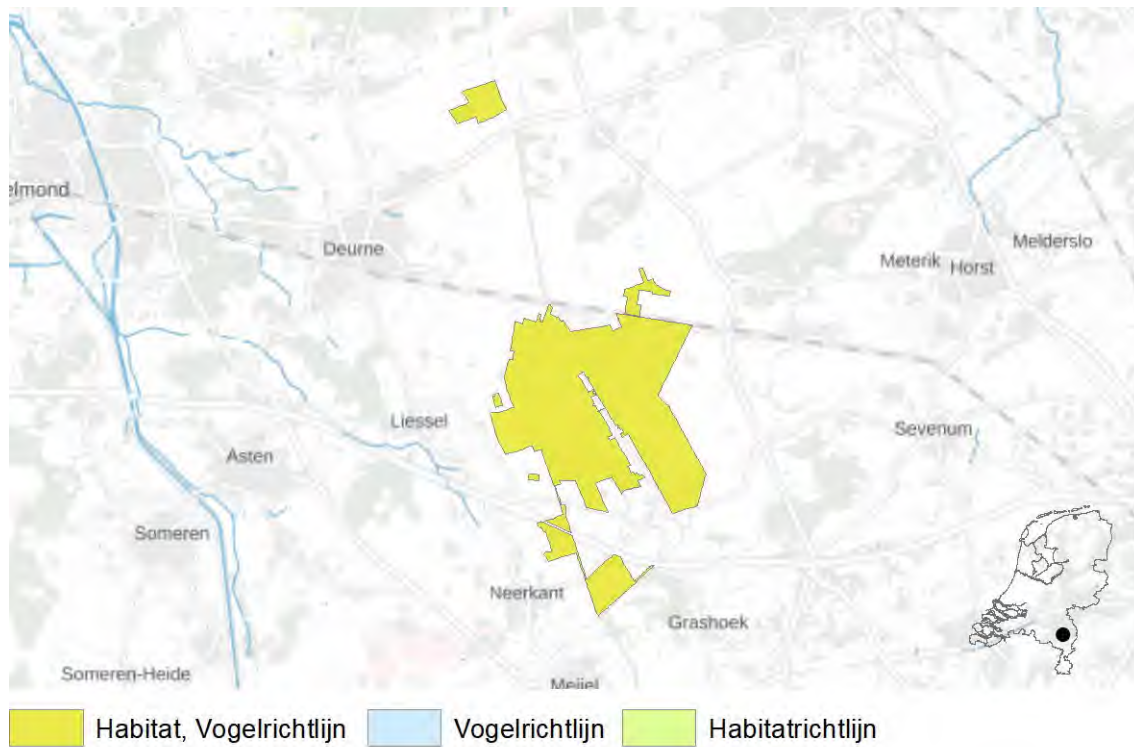 elmond
Deurne
Melderslo
Meterik Horst
Liessel
Sevenum
Asten
Someren
Neerkant
Grashoek
Someren-Heide
Meijel
Habitat, Vogelrichtlijn Vogelrichtlijn Habitatrichtlijn